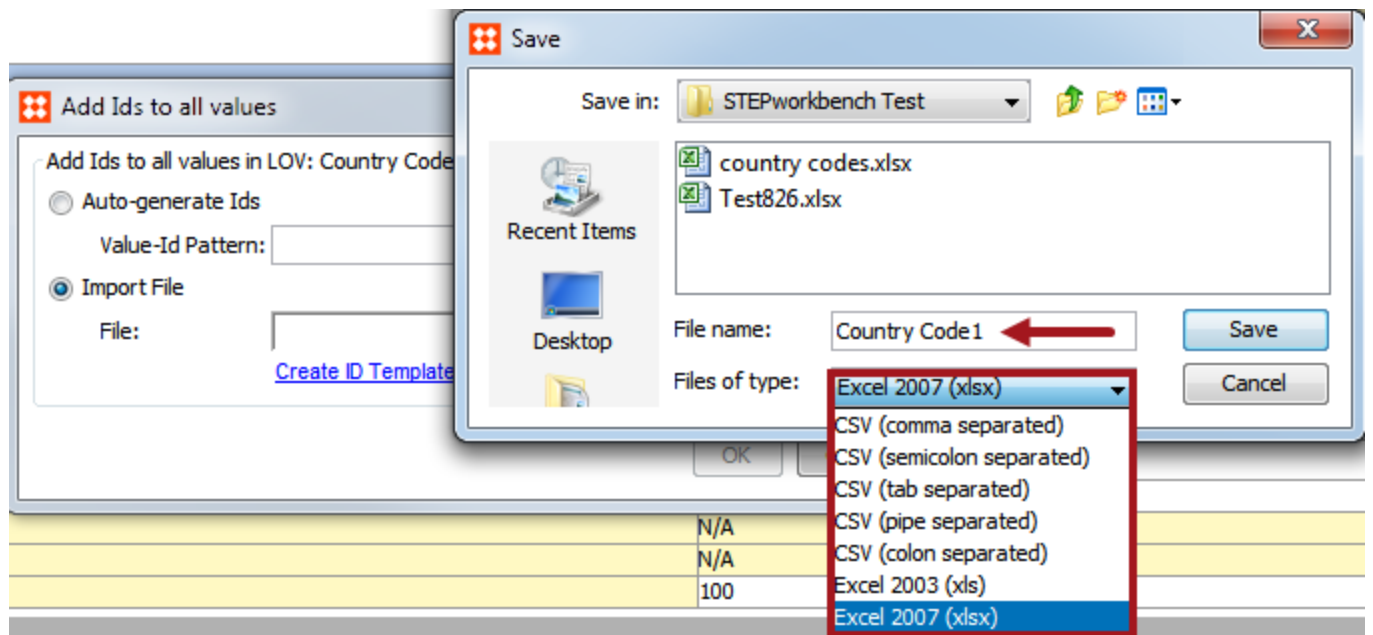 Add Ids to all values
Add Ids to all values in LOV: Country Code
Auto-generate Ids
Value-Id Pattern:
Import File
File:
Create ID Template
OK
Save
Save in: STEPworkbench Test
Recent Items
Desktop
country codes.xlsx
Test826.xlsx
File name: Country Code1
Save
Files of type: Excel 2007 (xlsx)
Cancel
CSV (comma separated)
CSV (semicolon separated)
CSV (tab separated)
CSV (pipe separated)
CSV (colon separated)
Excel 2003 (xls)
Excel 2007 (xlsx)
N/A
N/A
100